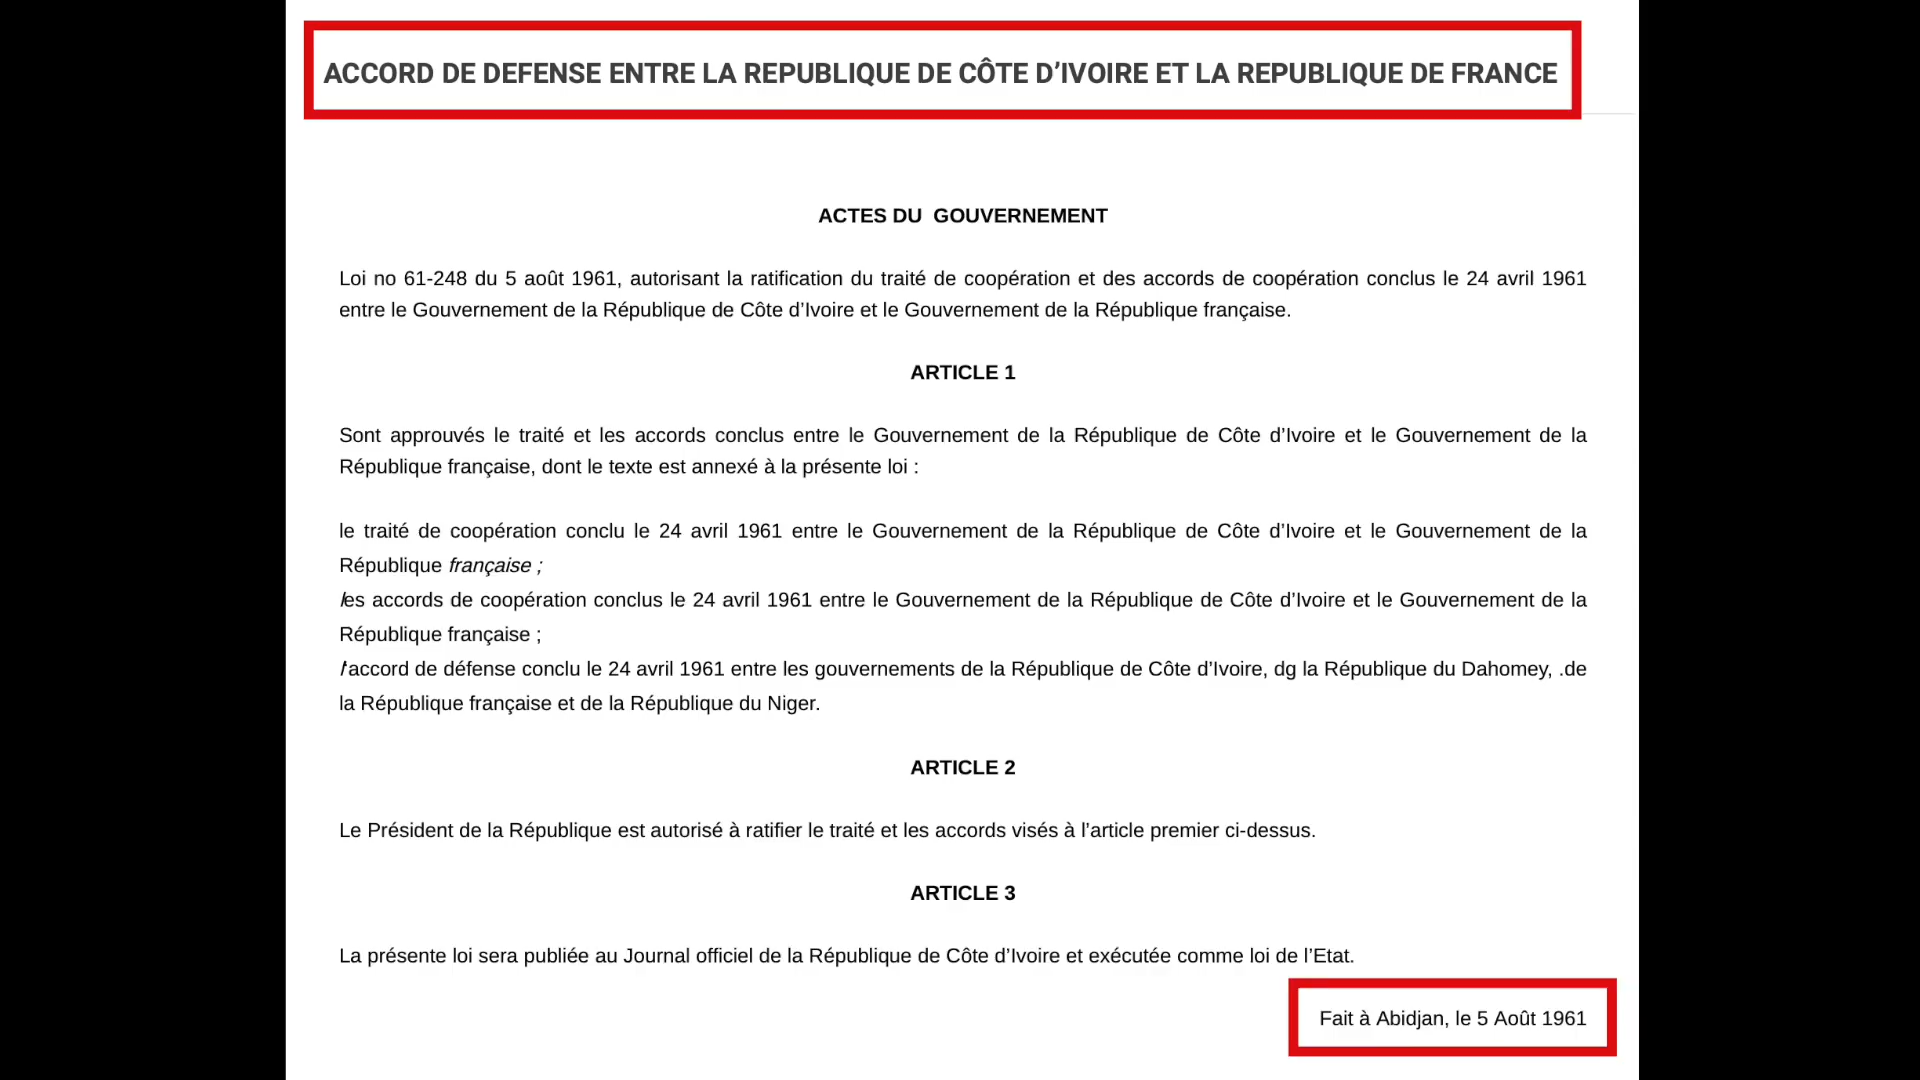 ACCORD DE DEFENSE ENTRE LA REPUBLIQUE DE CÔTE D’IVOIRE ET LA REPUBLIQUE DE FRANCE
ACTES DU GOUVERNEMENT
Loi no 61-248 du 5 août 1961, autorisant la ratification du traité de coopération et des accords de coopération conclus le 24 avril 1961
entre le Gouvernement de la République de Côte d’Ivoire et le Gouvernement de la République française.
ARTICLE 1
Sont approuvés le traité et les accords conclus entre le Gouvernement de la République de Côte d’Ivoire et le Gouvernement de la
République française, dont le texte est annexé à la présente loi :
le traité de coopération conclu le 24 avril 1961 entre le Gouvernement de la République de Côte d’Ivoire et le Gouvernement de la
République française ;
les accords de coopération conclus le 24 avril 1961 entre le Gouvernement de la République de Côte d’Ivoire et le Gouvernement de la
République française ;
l’accord de défense conclu le 24 avril 1961 entre les gouvernements de la République de Côte d’Ivoire, dg la République du Dahomey, .de
la République française et de la République du Niger.
ARTICLE 2
Le Président de la République est autorisé à ratifier le traité et les accords visés à l’article premier ci-dessus.
ARTICLE 3
La présente loi sera publiée au Journal officiel de la République de Côte d’Ivoire et exécutée comme loi de l’Etat.
Fait à Abidjan, le 5 Août 1961